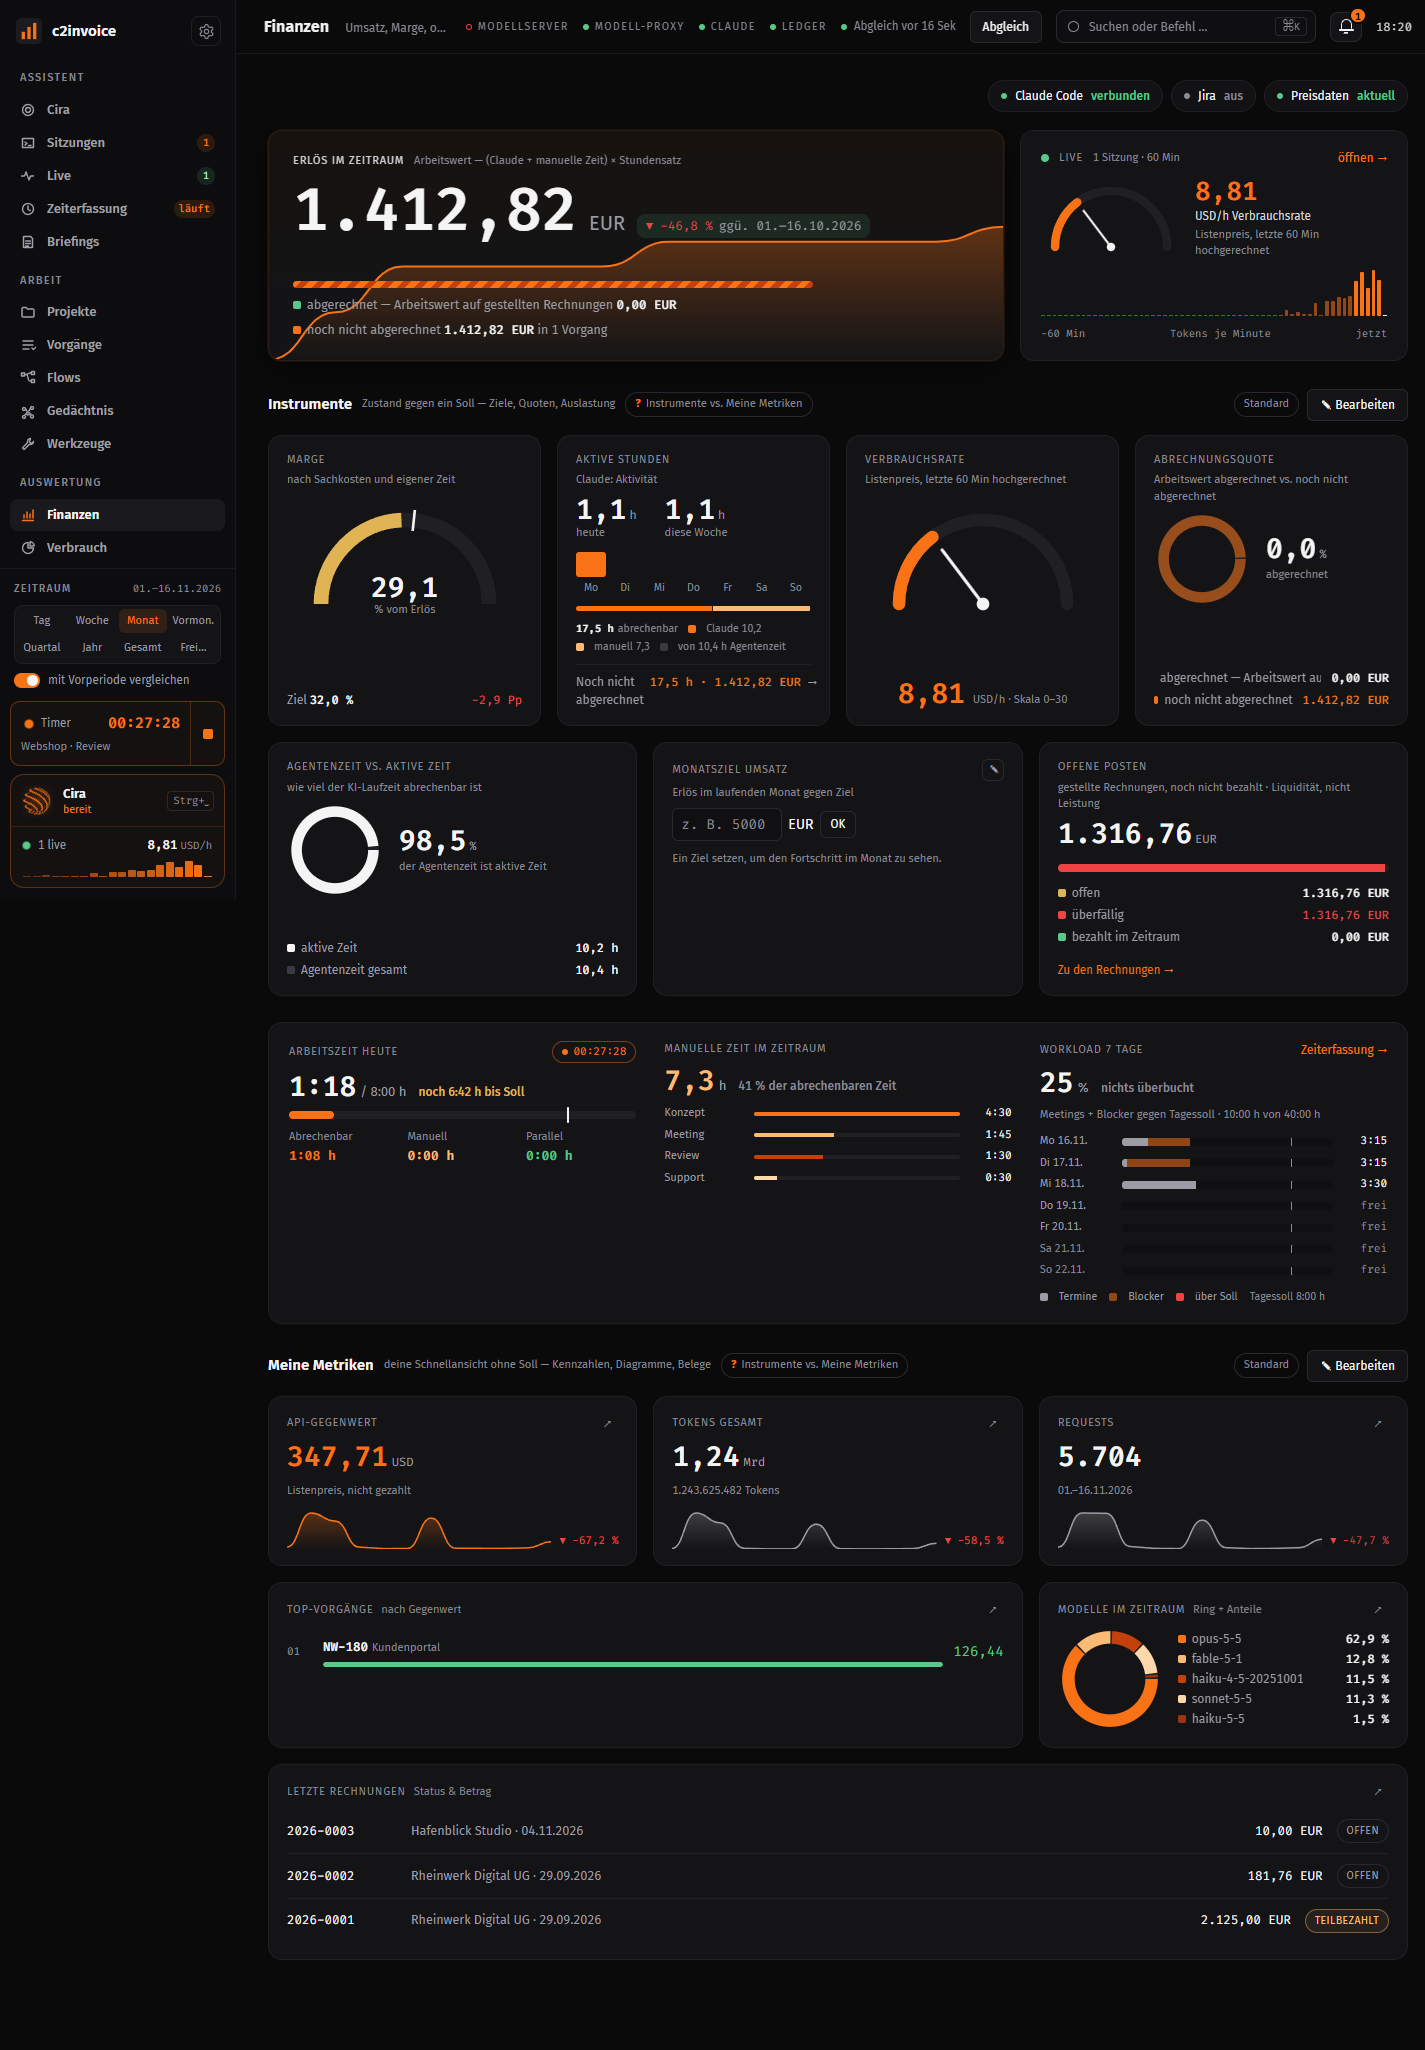 c2invoice
ASSISTENT
Cira
Sitzungen 1
Live 1
Zeiterfassung läuft
Briefings
ARBEIT
Projekte
Vorgänge
Flows
Gedächtnis
Werkzeuge
AUSWERTUNG
Finanzen
Verbrauch
ZEITRAUM 01.–16.11.2026
Tag Woche Monat Vormon.
Quartal Jahr Gesamt Frei…
mit Vorperiode vergleichen
Timer 00:27:28
Webshop · Review
Cira
bereit
Strg+
1 live 8,81 USD/h
Finanzen Umsatz, Marge, o… MODELLSERVER MODELL-PROXY CLAUDE LEDGER Abgleich vor 16 Sek Abgleich Suchen oder Befehl … ⌘K 1 18:20
Claude Code verbunden Jira aus Preisdaten aktuell
ERLÖS IM ZEITRAUM Arbeitswert — (Claude + manuelle Zeit) × Stundensatz
1.412,82 EUR ▼ −46,8 % ggü. 01.–16.10.2026
abgerechnet — Arbeitswert auf gestellten Rechnungen 0,00 EUR
noch nicht abgerechnet 1.412,82 EUR in 1 Vorgang
LIVE 1 Sitzung · 60 Min öffnen →
8,81
USD/h Verbrauchsrate
Listenpreis, letzte 60 Min
hochgerechnet
−60 Min Tokens je Minute jetzt
Instrumente Zustand gegen ein Soll — Ziele, Quoten, Auslastung ? Instrumente vs. Meine Metriken Standard Bearbeiten
MARGE
nach Sachkosten und eigener Zeit
29,1
% vom Erlös
Ziel 32,0 % −2,9 Pp
AKTIVE STUNDEN
Claude: Aktivität
1,1 h 1,1 h
heute diese Woche
Mo Di Mi Do Fr Sa So
17,5 h abrechenbar Claude 10,2
manuell 7,3 von 10,4 h Agentenzeit
Noch nicht 17,5 h · 1.412,82 EUR →
abgerechnet
VERBRAUCHSRATE
Listenpreis, letzte 60 Min hochgerechnet
8,81 USD/h · Skala 0–30
ABRECHNUNGSQUOTE
Arbeitswert abgerechnet vs. noch nicht
abgerechnet
0,0 %
abgerechnet
abgerechnet — Arbeitswert au 0,00 EUR
noch nicht abgerechnet 1.412,82 EUR
AGENTENZEIT VS. AKTIVE ZEIT
wie viel der KI-Laufzeit abrechenbar ist
98,5 %
der Agentenzeit ist aktive Zeit
aktive Zeit 10,2 h
Agentenzeit gesamt 10,4 h
MONATSZIEL UMSATZ
Erlös im laufenden Monat gegen Ziel
z. B. 5000 EUR OK
Ein Ziel setzen, um den Fortschritt im Monat zu sehen.
OFFENE POSTEN
gestellte Rechnungen, noch nicht bezahlt · Liquidität, nicht
Leistung
1.316,76 EUR
offen 1.316,76 EUR
überfällig 1.316,76 EUR
bezahlt im Zeitraum 0,00 EUR
Zu den Rechnungen →
ARBEITSZEIT HEUTE 00:27:28
1:18 / 8:00 h noch 6:42 h bis Soll
Abrechenbar Manuell Parallel
1:08 h 0:00 h 0:00 h
MANUELLE ZEIT IM ZEITRAUM
7,3 h 41 % der abrechenbaren Zeit
Konzept 4:30
Meeting 1:45
Review 1:30
Support 0:30
WORKLOAD 7 TAGE Zeiterfassung →
25 % nichts überbucht
Meetings + Blocker gegen Tagessoll · 10:00 h von 40:00 h
Mo 16.11. 3:15
Di 17.11. 3:15
Mi 18.11. 3:30
Do 19.11. frei
Fr 20.11. frei
Sa 21.11. frei
So 22.11. frei
Termine Blocker über Soll Tagessoll 8:00 h
Meine Metriken deine Schnellansicht ohne Soll — Kennzahlen, Diagramme, Belege ? Instrumente vs. Meine Metriken Standard Bearbeiten
API-GEGENWERT ↗
347,71 USD
Listenpreis, nicht gezahlt
▼ −67,2 %
TOKENS GESAMT ↗
1,24 Mrd
1.243.625.482 Tokens
▼ −58,5 %
REQUESTS ↗
5.704
01.–16.11.2026
▼ −47,7 %
TOP-VORGÄNGE nach Gegenwert ↗
01 NW-180 Kundenportal 126,44
MODELLE IM ZEITRAUM Ring + Anteile ↗
opus-5-5 62,9 %
fable-5-1 12,8 %
haiku-4-5-20251001 11,5 %
sonnet-5-5 11,3 %
haiku-5-5 1,5 %
LETZTE RECHNUNGEN Status & Betrag ↗
2026-0003 Hafenblick Studio · 04.11.2026 10,00 EUR OFFEN
2026-0002 Rheinwerk Digital UG · 29.09.2026 181,76 EUR OFFEN
2026-0001 Rheinwerk Digital UG · 29.09.2026 2.125,00 EUR TEILBEZAHLT